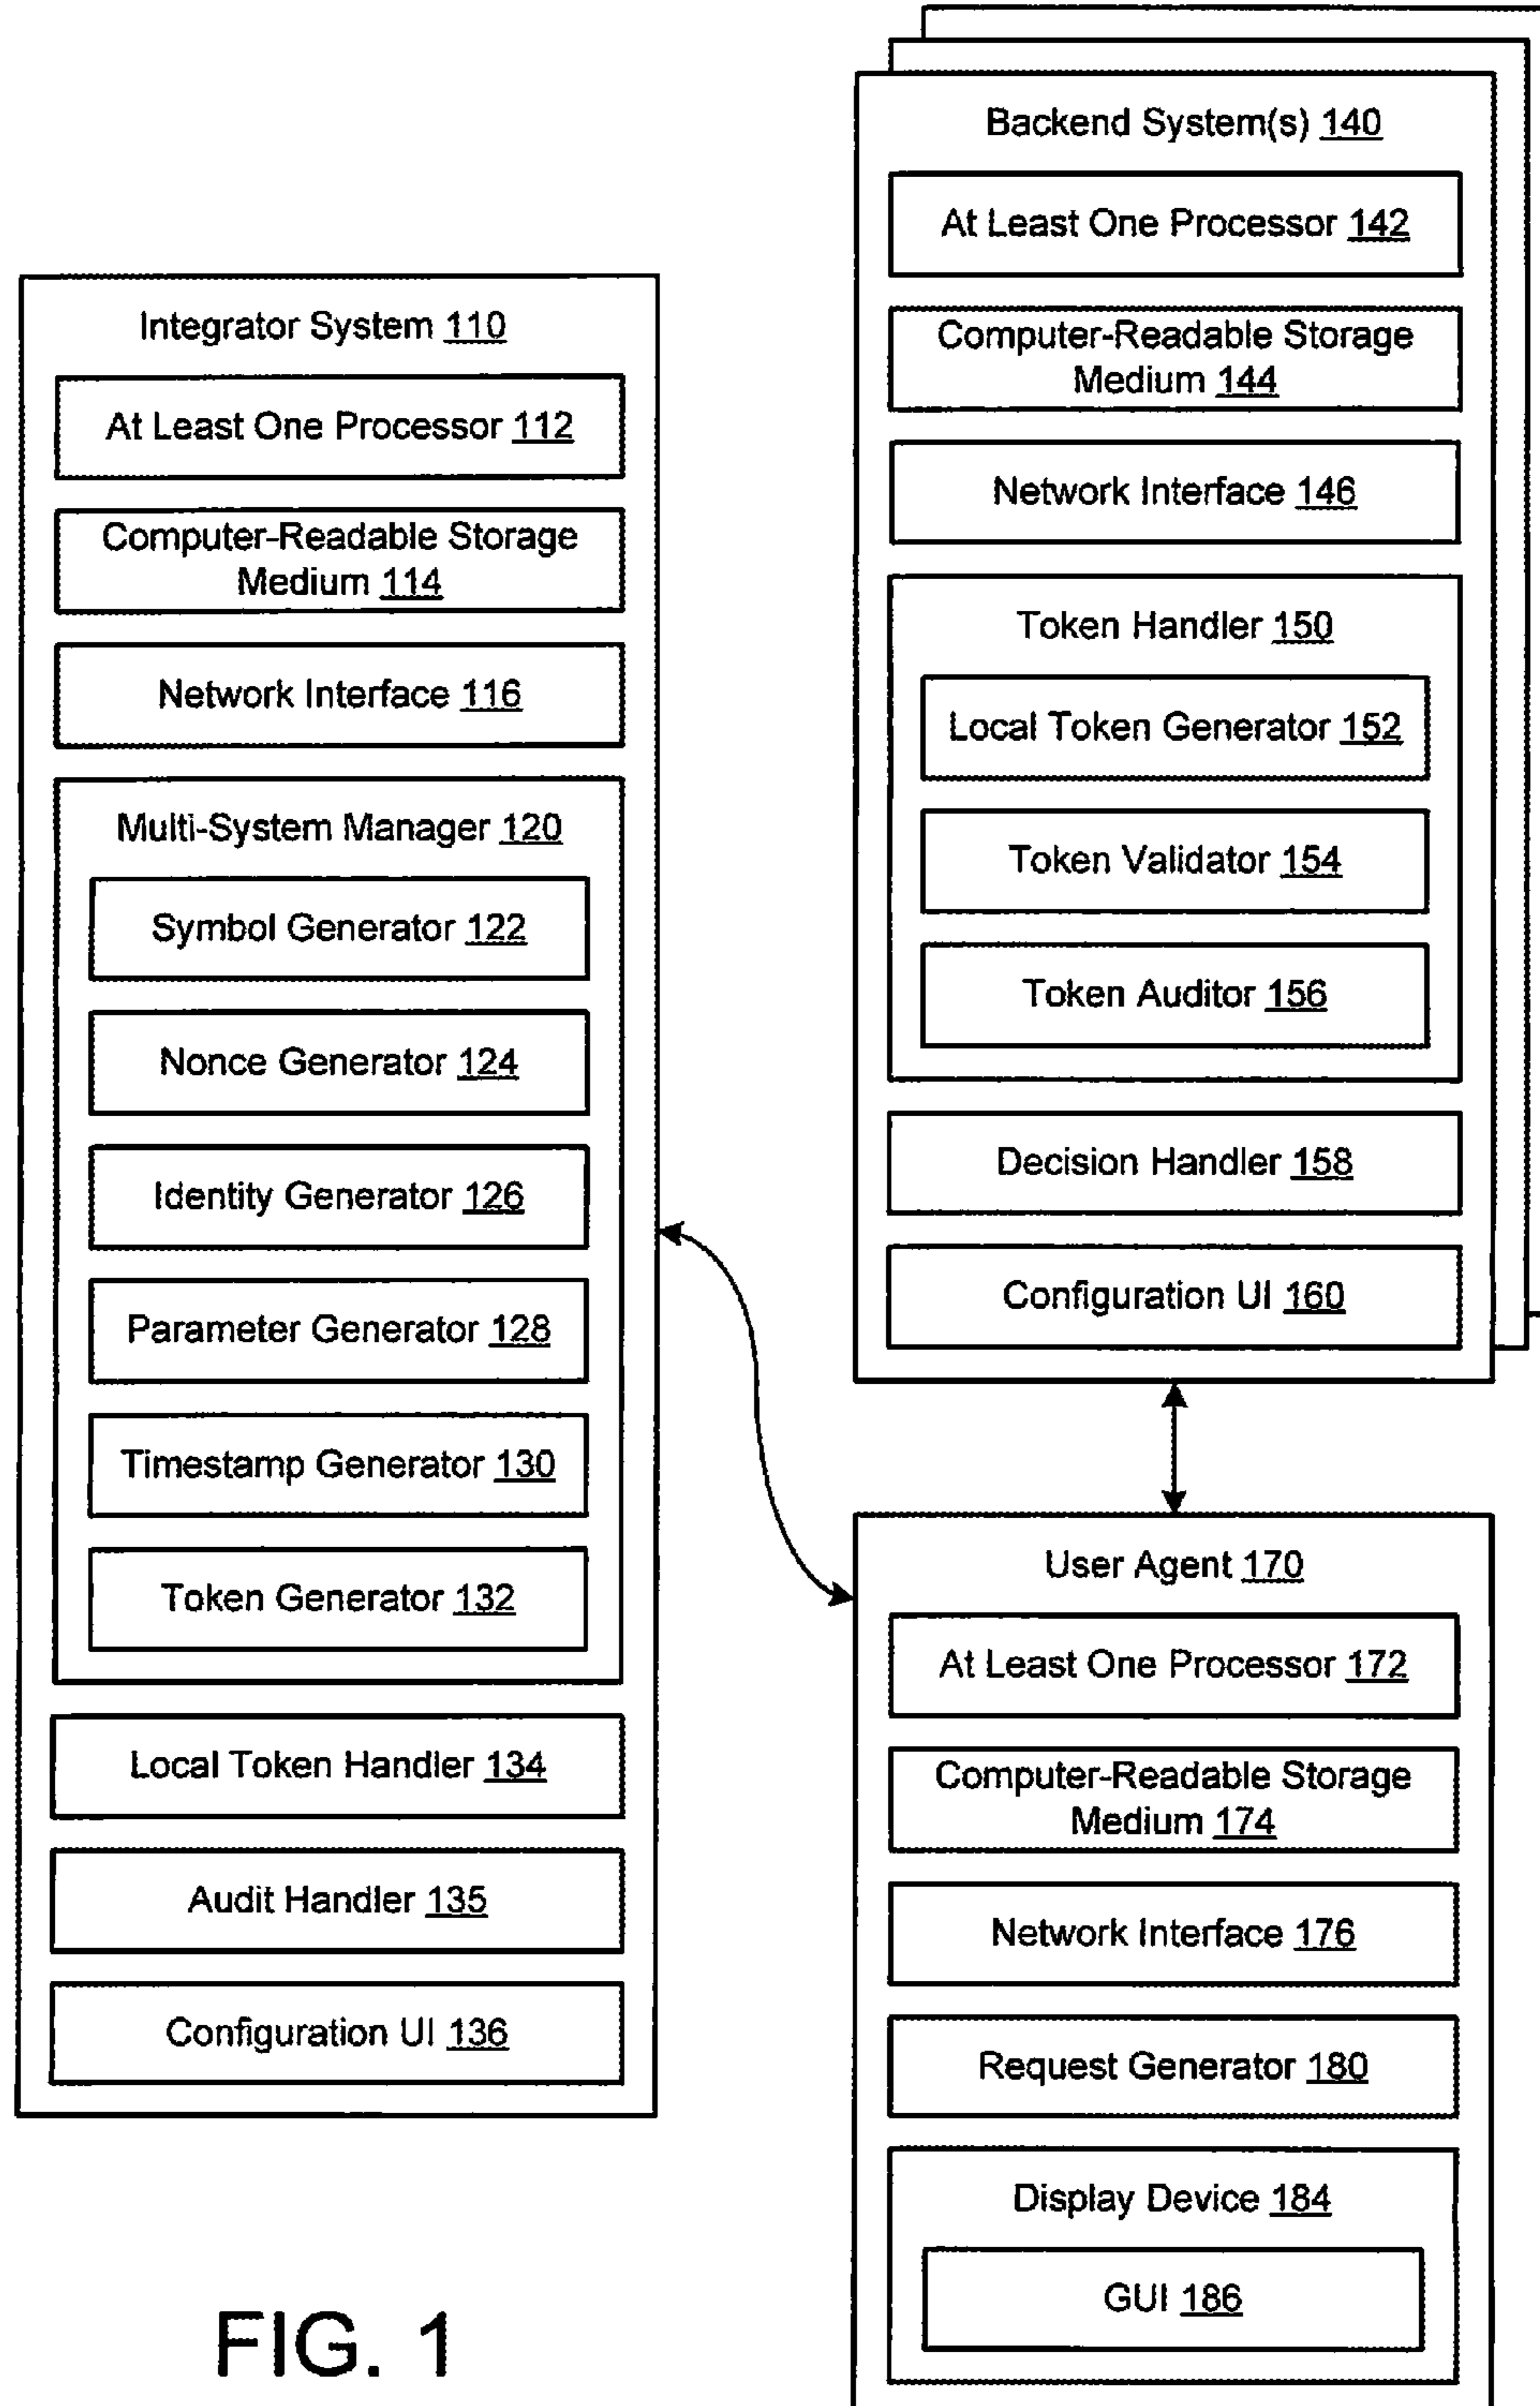 Integrator System 110
At Least One Processor 112
Computer-Readable Storage
Medium 114
Network Interface 116
Multi-System Manager 120
Symbol Generator 122
Nonce Generator 124
Identity Generator 126
Parameter Generator 128
Timestamp Generator 130
Token Generator 132
Local Token Handler 134
Audit Handler 135
Configuration UI 136
Backend System(s) 140
At Least One Processor 142
Computer-Readable Storage
Medium 144
Network Interface 146
Token Handler 150
Local Token Generator 152
Token Validator 154
Token Auditor 156
Decision Handler 158
Configuration UI 160
User Agent 170
At Least One Processor 172
Computer-Readable Storage
Medium 174
Network Interface 176
Request Generator 180
Display Device 184
GUI 186
FIG. 1